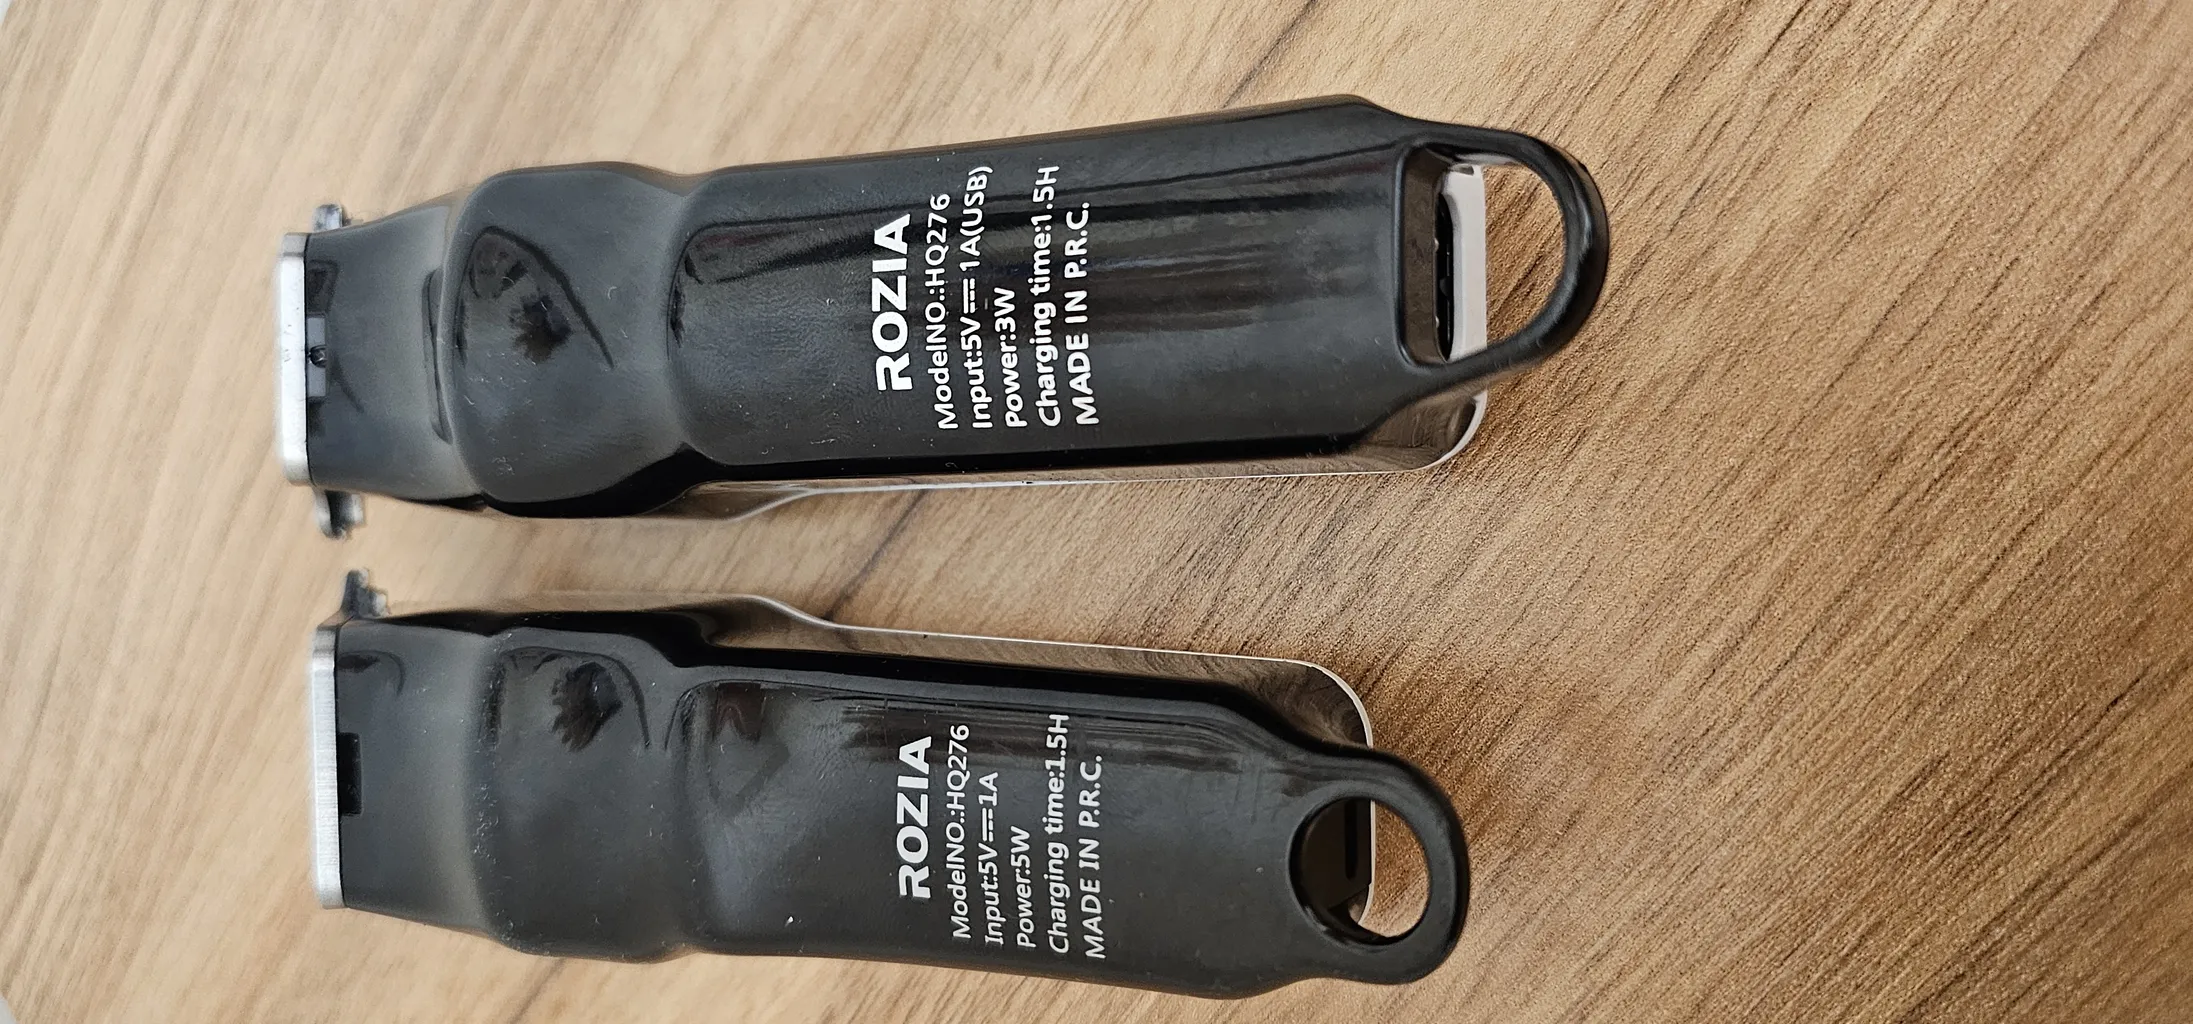 ROZIA
ModelNO.:HQ276
Input:5V⎓1A(USB)
Power:3W
Charging time:1.5H
MADE IN P.R.C.
ROZIA
ModelNO.:HQ276
Input:5V⎓1A
Power:5W
Charging time:1.5H
MADE IN P.R.C.